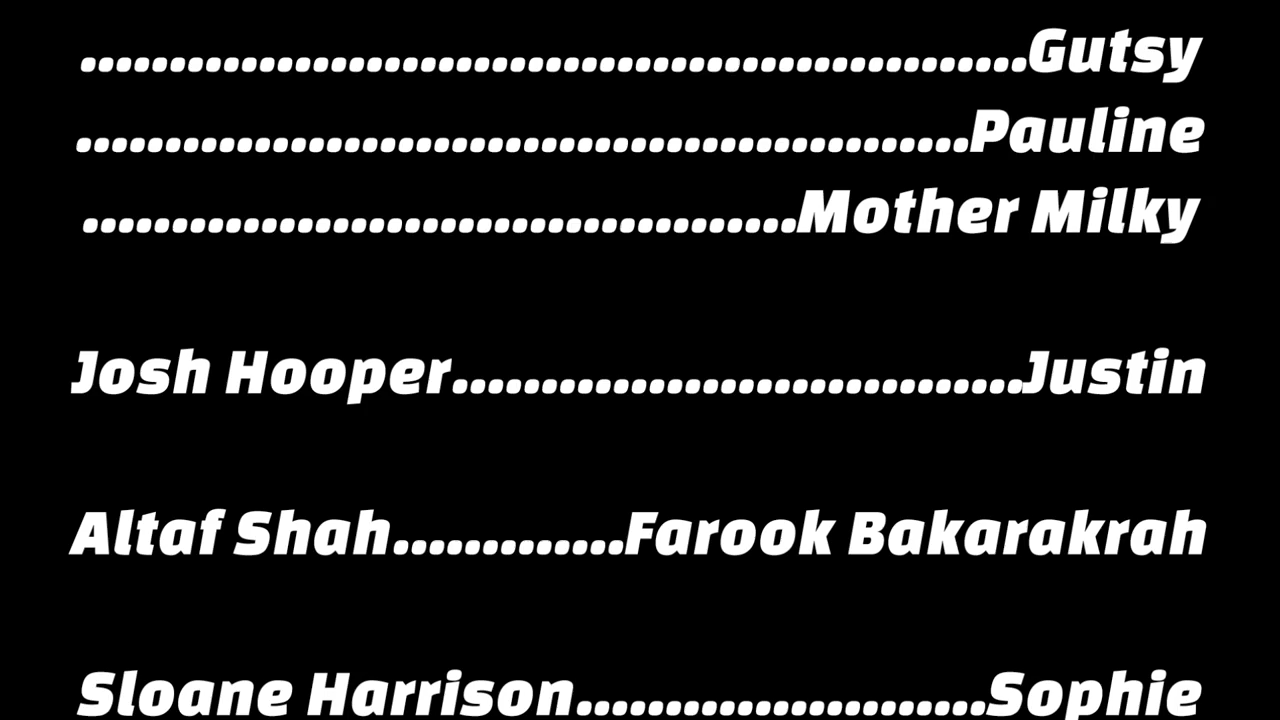 .....................................................Gutsy
..................................................Pauline
........................................Mother Milky
Josh Hooper................................Justin
Altaf Shah.............Farook Bakarakrah
Sloane Harrison.......................Sophie